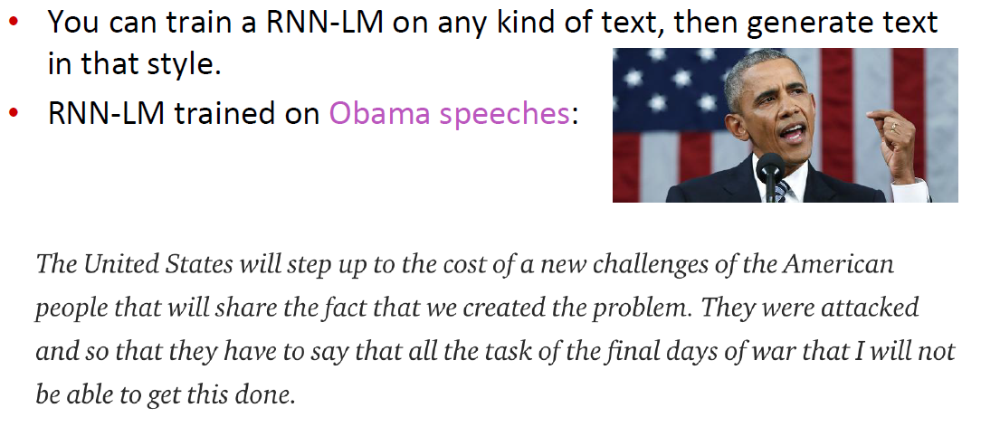 • You can train a RNN-LM on any kind of text, then generate text
in that style.
• RNN-LM trained on Obama speeches:
The United States will step up to the cost of a new challenges of the American
people that will share the fact that we created the problem. They were attacked
and so that they have to say that all the task of the final days of war that I will not
be able to get this done.